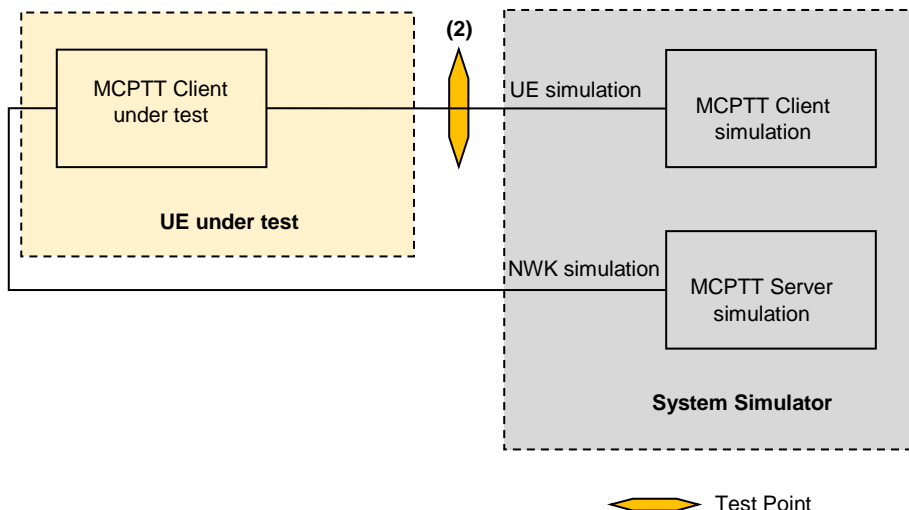 (2)
MCPTT Client
under test
UE simulation
MCPTT Client
simulation
UE under test
NWK simulation
MCPTT Server
simulation
System Simulator
Test Point